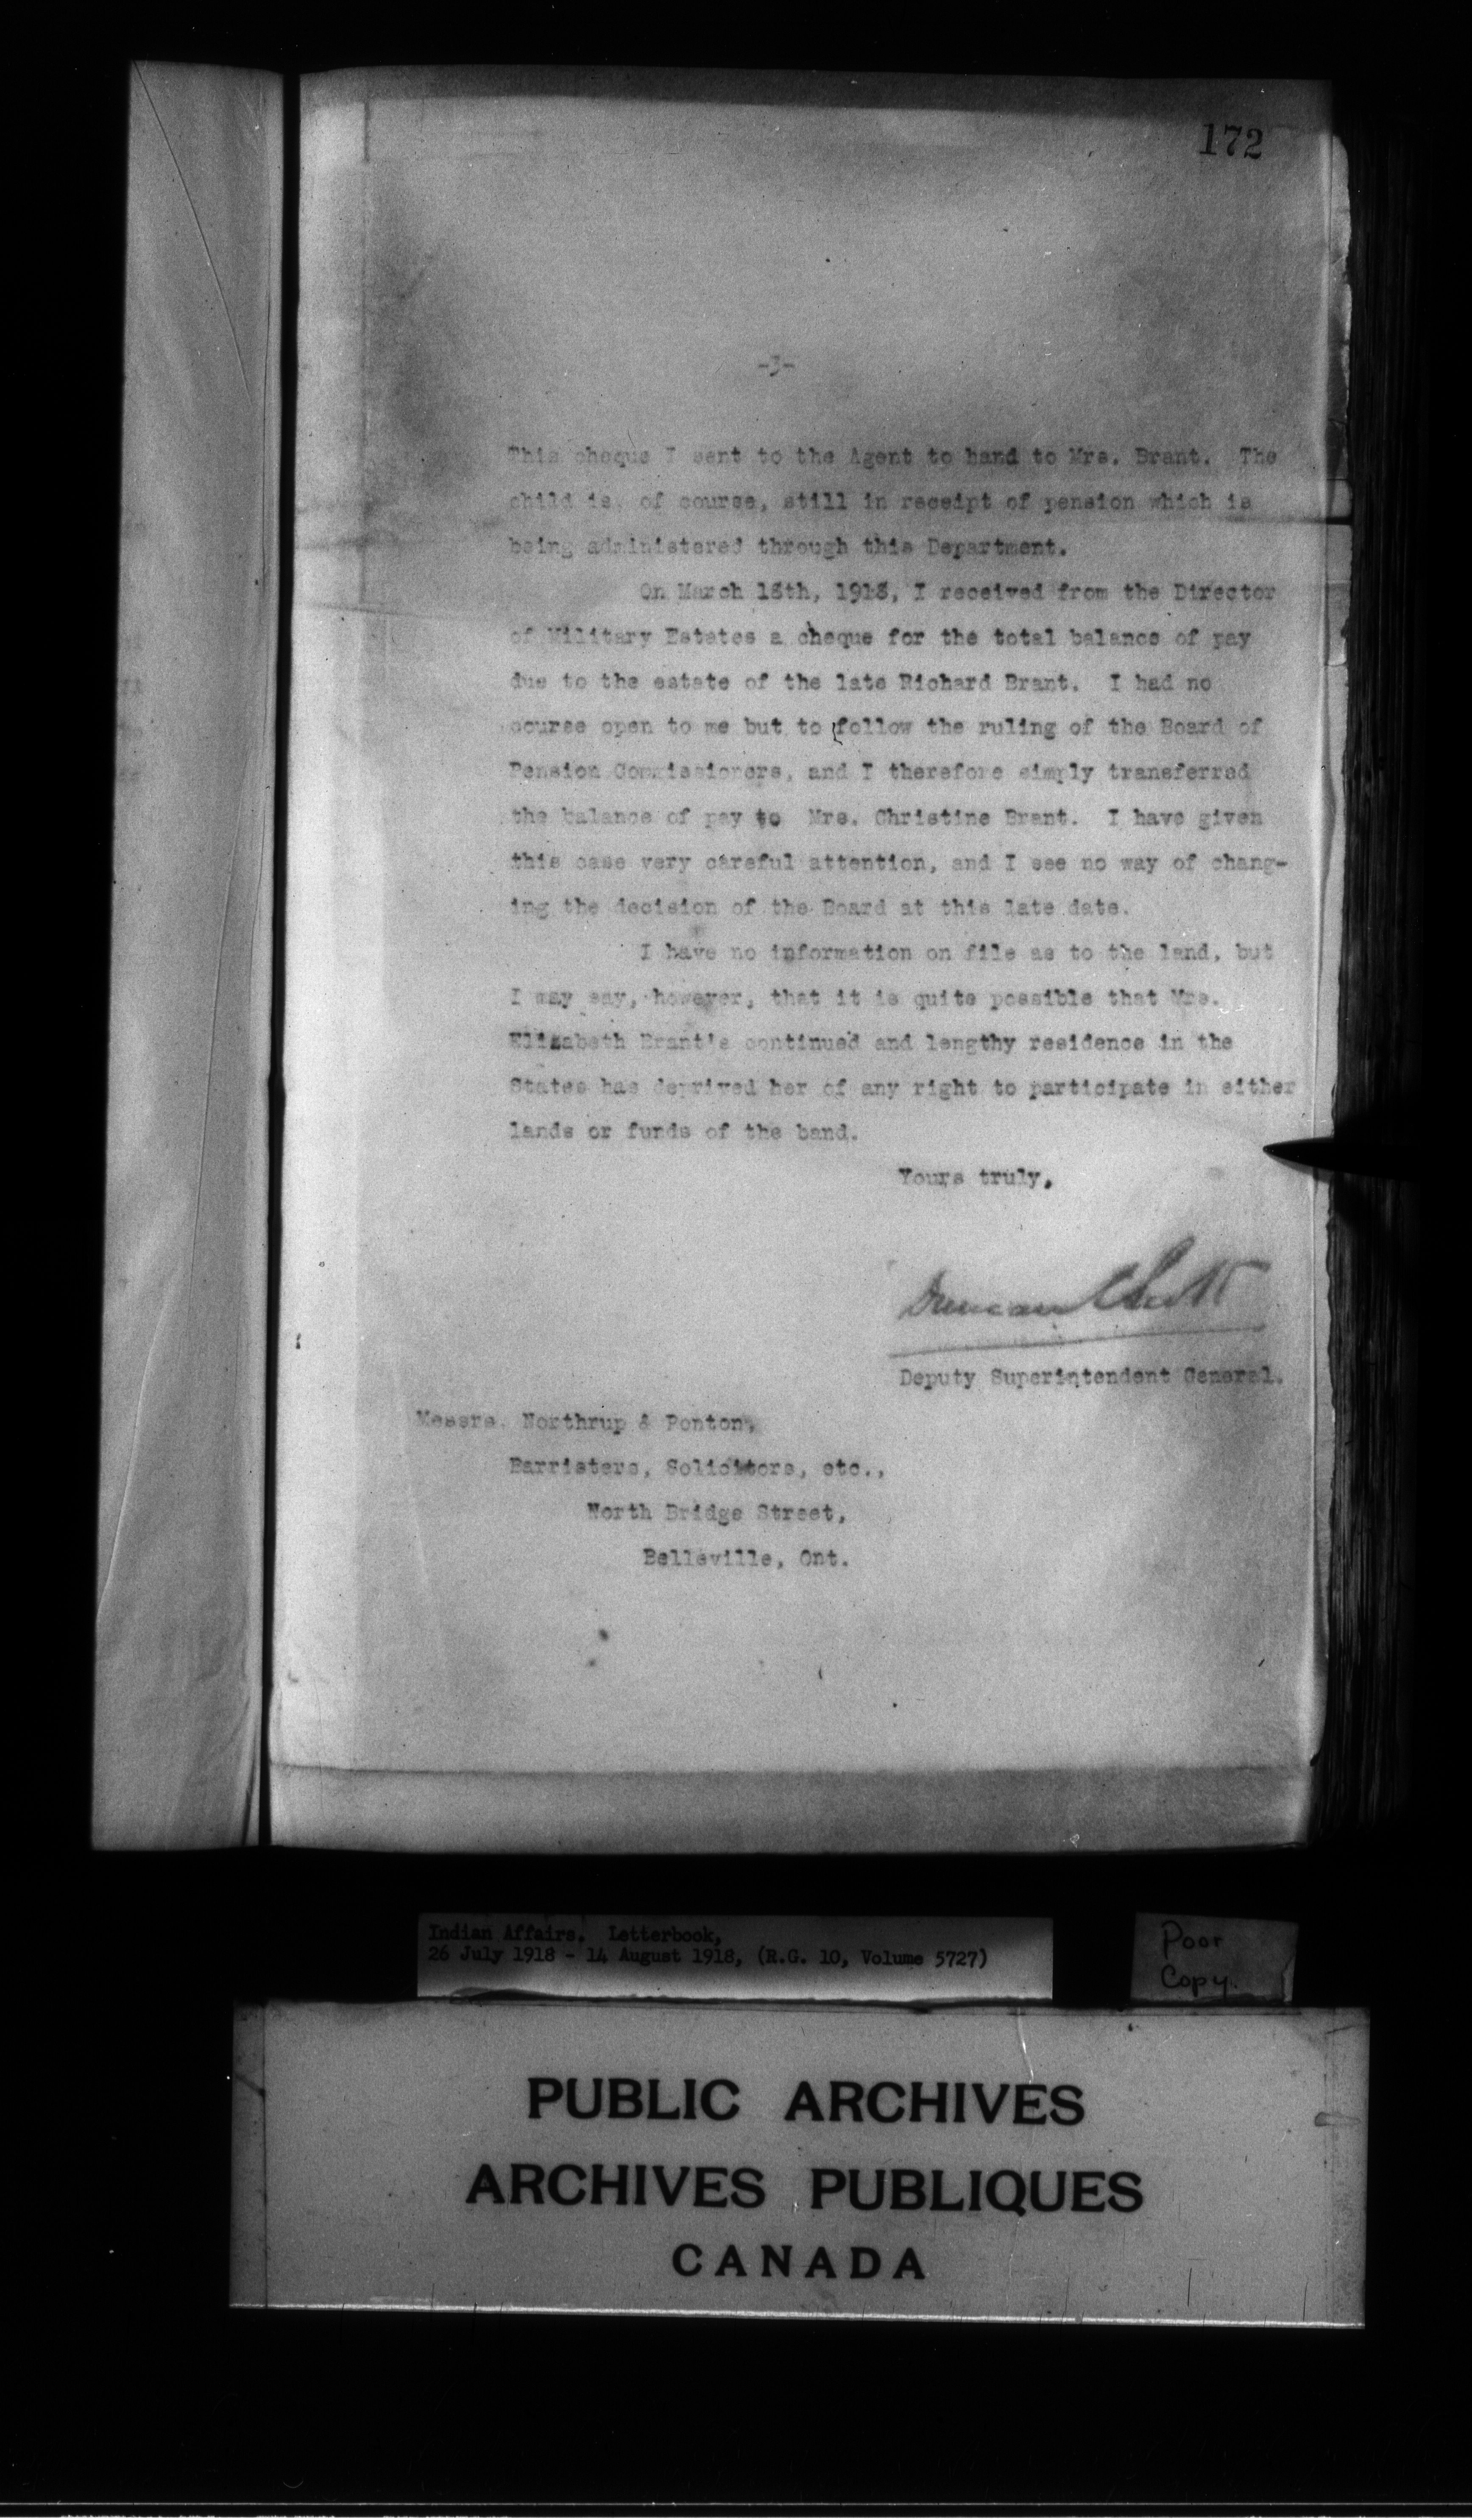 172
-3-
This cheque I sent to the Agent to hand to Mrs. Brant. The
child is, of course, still in receipt of pension which is
being administered through this Department.
On March 18th, 1918, I received from the Director
of Military Estates a cheque for the total balance of pay
due to the estate of the late Richard Brant. I had no
course open to me but to follow the ruling of the Board of
Pension Commissioners, and I therefore simply transferred
the balance of pay to Mrs. Christine Brant. I have given
this case very careful attention, and I see no way of chang-
ing the decision of the Board at this late date.
I have no information on file as to the land, but
I may say, however, that it is quite possible that Mrs.
Elizabeth Brant's continued and lengthy residence in the
States has deprived her of any right to participate in either
lands or funds of the band.
Yours truly,
Duncan C Scott
Deputy Superintendent General.
Messrs. Northrup & Ponton,
Barristers, Solicitors, etc.,
North Bridge Street,
Belleville, Ont.
Indian Affairs. Letterbook,
26 July 1918 - 14 August 1918, (R.G. 10, Volume 5727)
Poor
Copy.
PUBLIC ARCHIVES
ARCHIVES PUBLIQUES
CANADA